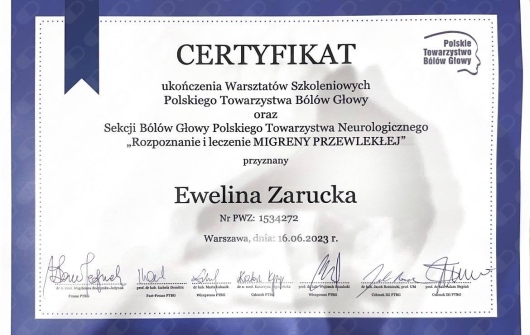 CERTYFIKAT
Polskie
Towarzystwo
Bólów Głowy
ukończenia Warsztatów Szkoleniowych
Polskiego Towarzystwa Bólów Głowy
oraz
Sekcji Bólów Głowy Polskiego Towarzystwa Neurologicznego
„Rozpoznanie i leczenie MIGRENY PRZEWLEKŁEJ”
przyznany
Ewelina Zarucka
Nr PWZ: 1534272
Warszawa, dnia: 16.06.2023 r.